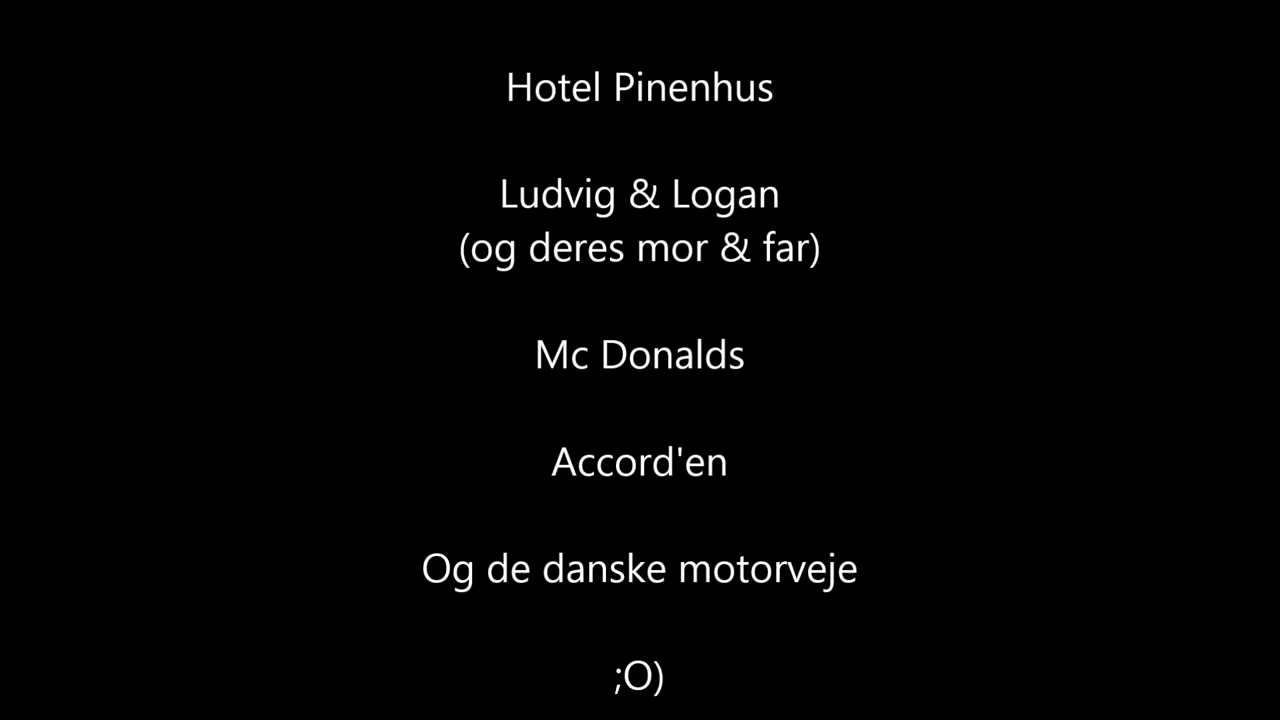 Hotel Pinenhus
Ludvig & Logan
(og deres mor & far)
Mc Donalds
Accord'en
Og de danske motorveje
;O)